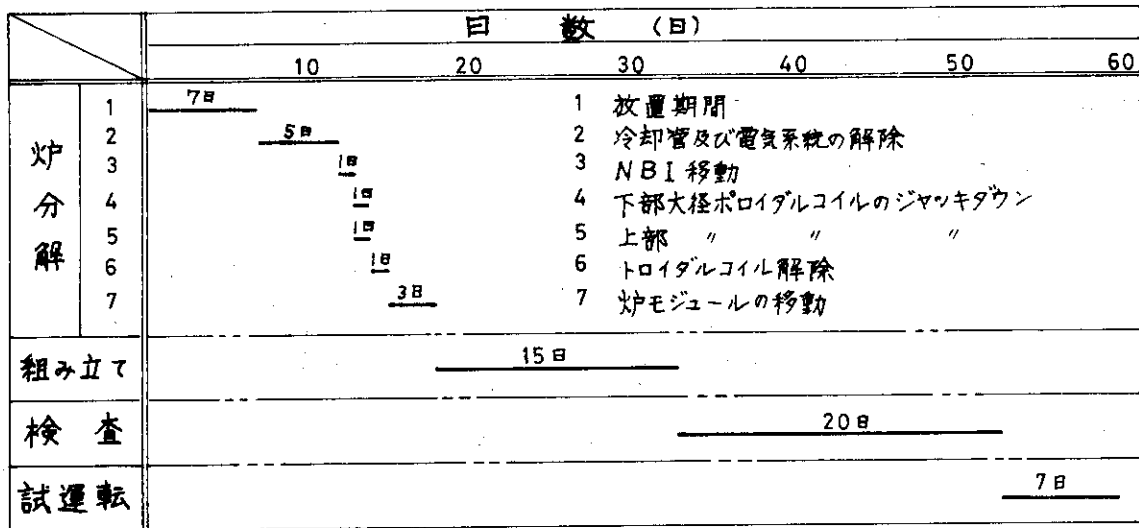 日 数 (日)
10 20 30 40 50 60
炉分解
1 7日 1 放置期間
2 5日 2 冷却管及び電気系統の解除
3 1日 3 NBI移動
4 1日 4 下部大径ポロイダルコイルのジャッキダウン
5 1日 5 上部 〃 〃 〃
6 1日 6 トロイダルコイル解除
7 3日 7 炉モジュールの移動
組み立て 15日
検 査 20日
試運転 7日